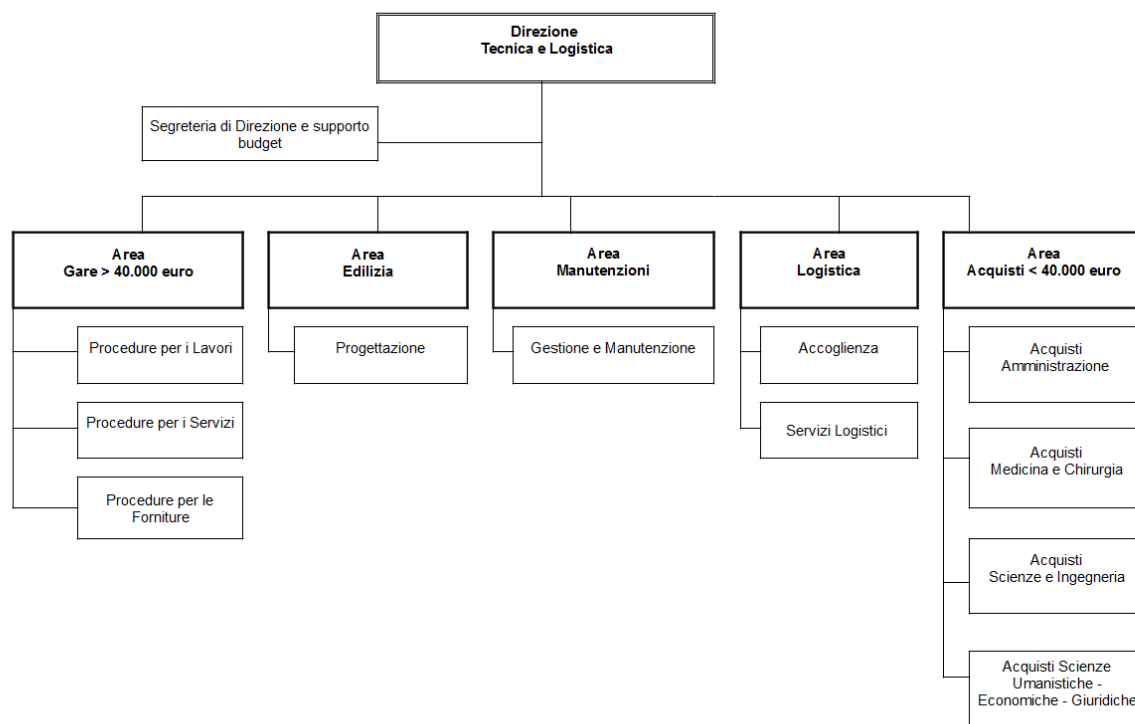 Direzione
Tecnica e Logistica
Segreteria di Direzione e supporto
budget
Area
Gare > 40.000 euro
Area
Edilizia
Area
Manutenzioni
Area
Logistica
Area
Acquisti < 40.000 euro
Procedure per i Lavori
Procedure per i Servizi
Procedure per le
Forniture
Progettazione
Gestione e Manutenzione
Accoglienza
Servizi Logistici
Acquisti
Amministrazione
Acquisti
Medicina e Chirurgia
Acquisti
Scienze e Ingegneria
Acquisti Scienze
Umanistiche -
Economiche - Giuridiche